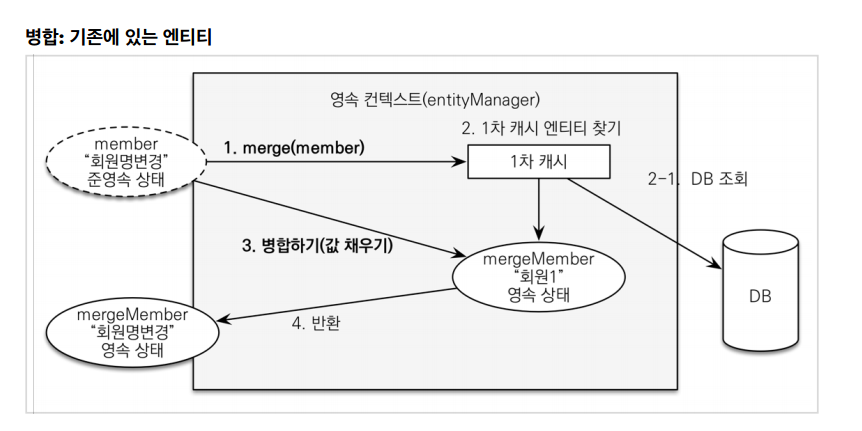 병합: 기존에 있는 엔티티
영속 컨텍스트(entityManager)
member
“회원명변경”
준영속 상태
1. merge(member)
2. 1차 캐시 엔티티 찾기
1차 캐시
2-1. DB 조회
3. 병합하기(값 채우기)
mergeMember
“회원1”
영속 상태
DB
mergeMember
“회원명변경”
영속 상태
4. 반환